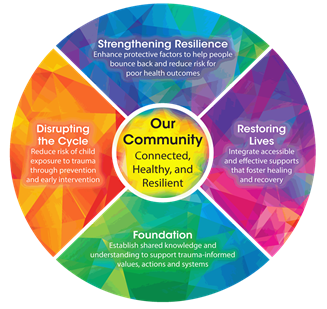 Strengthening Resilience
Enhance protective factors to help people
bounce back and reduce risk for
poor health outcomes
Disrupting
the Cycle
Reduce risk of child
exposure to trauma
through prevention
and early intervention
Our
Community
Connected,
Healthy, and
Resilient
Restoring
Lives
Integrate accessible
and effective supports
that foster healing
and recovery
Foundation
Establish shared knowledge and
understanding to support trauma-informed
values, actions and systems